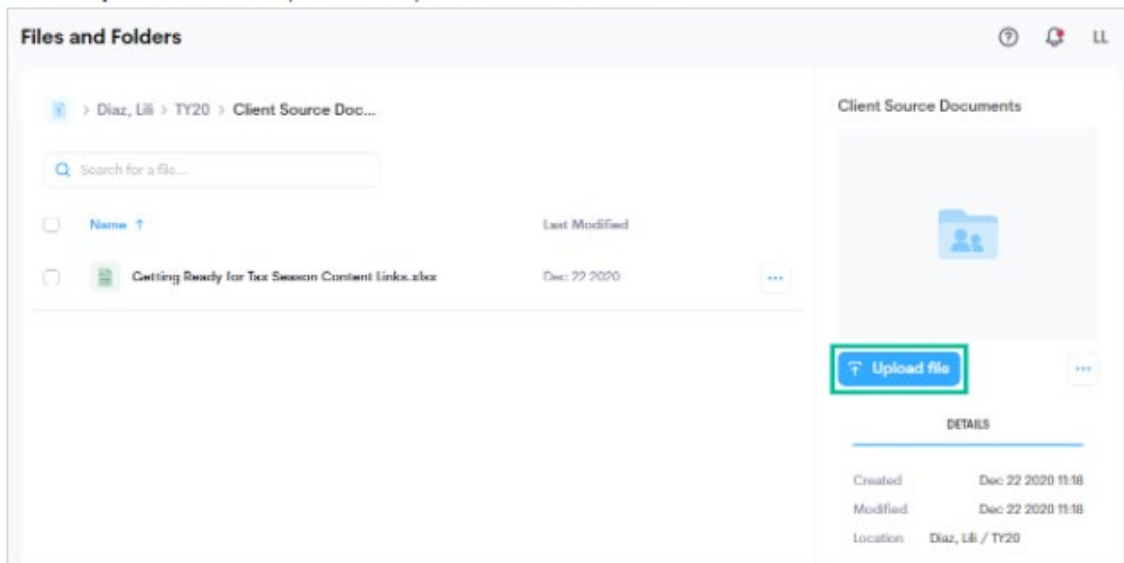 Files and Folders
LL
> Diaz, Lili > TY20 > Client Source Doc...
Search for a file...
Name ↑
Last Modified
Getting Ready for Tax Season Content Links.xlsx
Dec 22 2020
...
Client Source Documents
Upload file
...
DETAILS
Created Dec 22 2020 11:18
Modified Dec 22 2020 11:18
Location Diaz, Lili / TY20